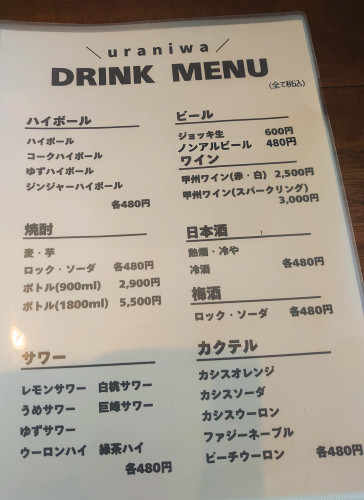 uraniwa
DRINK MENU
(全て税込)
ハイボール
ハイボール
コークハイボール
ゆずハイボール
ジンジャーハイボール
各480円
焼酎
麦・芋
ロック・ソーダ 各480円
ボトル(900ml) 2,900円
ボトル(1800ml) 5,500円
サワー
レモンサワー 白桃サワー
うめサワー 巨峰サワー
ゆずサワー
ウーロンハイ 緑茶ハイ
各480円
ビール
ジョッキ生 600円
ノンアルビール 480円
ワイン
甲州ワイン(赤・白) 2,500円
甲州ワイン(スパークリング)
3,000円
日本酒
熱燗・冷や
冷酒 各480円
梅酒
ロック・ソーダ 各480円
カクテル
カシスオレンジ
カシスソーダ
カシスウーロン
ファジーネーブル
ピーチウーロン 各480円